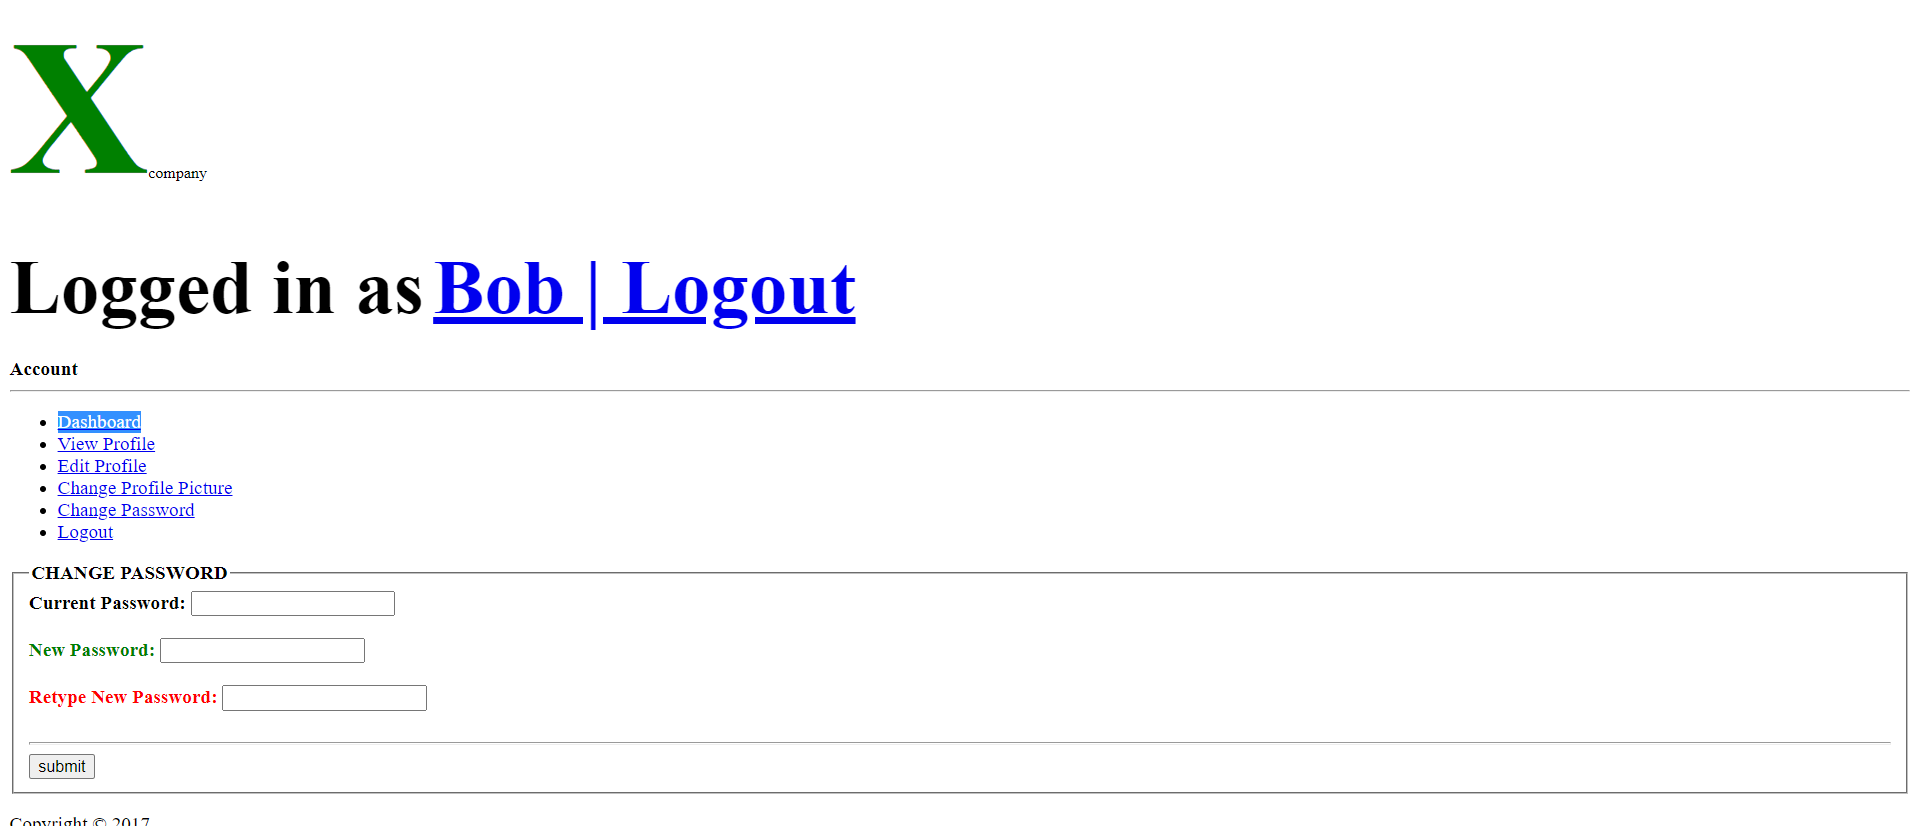 X company
Logged in as Bob | Logout
Account
Dashboard
View Profile
Edit Profile
Change Profile Picture
Change Password
Logout
CHANGE PASSWORD
Current Password:
New Password:
Retype New Password:
submit
Copyright © 2017